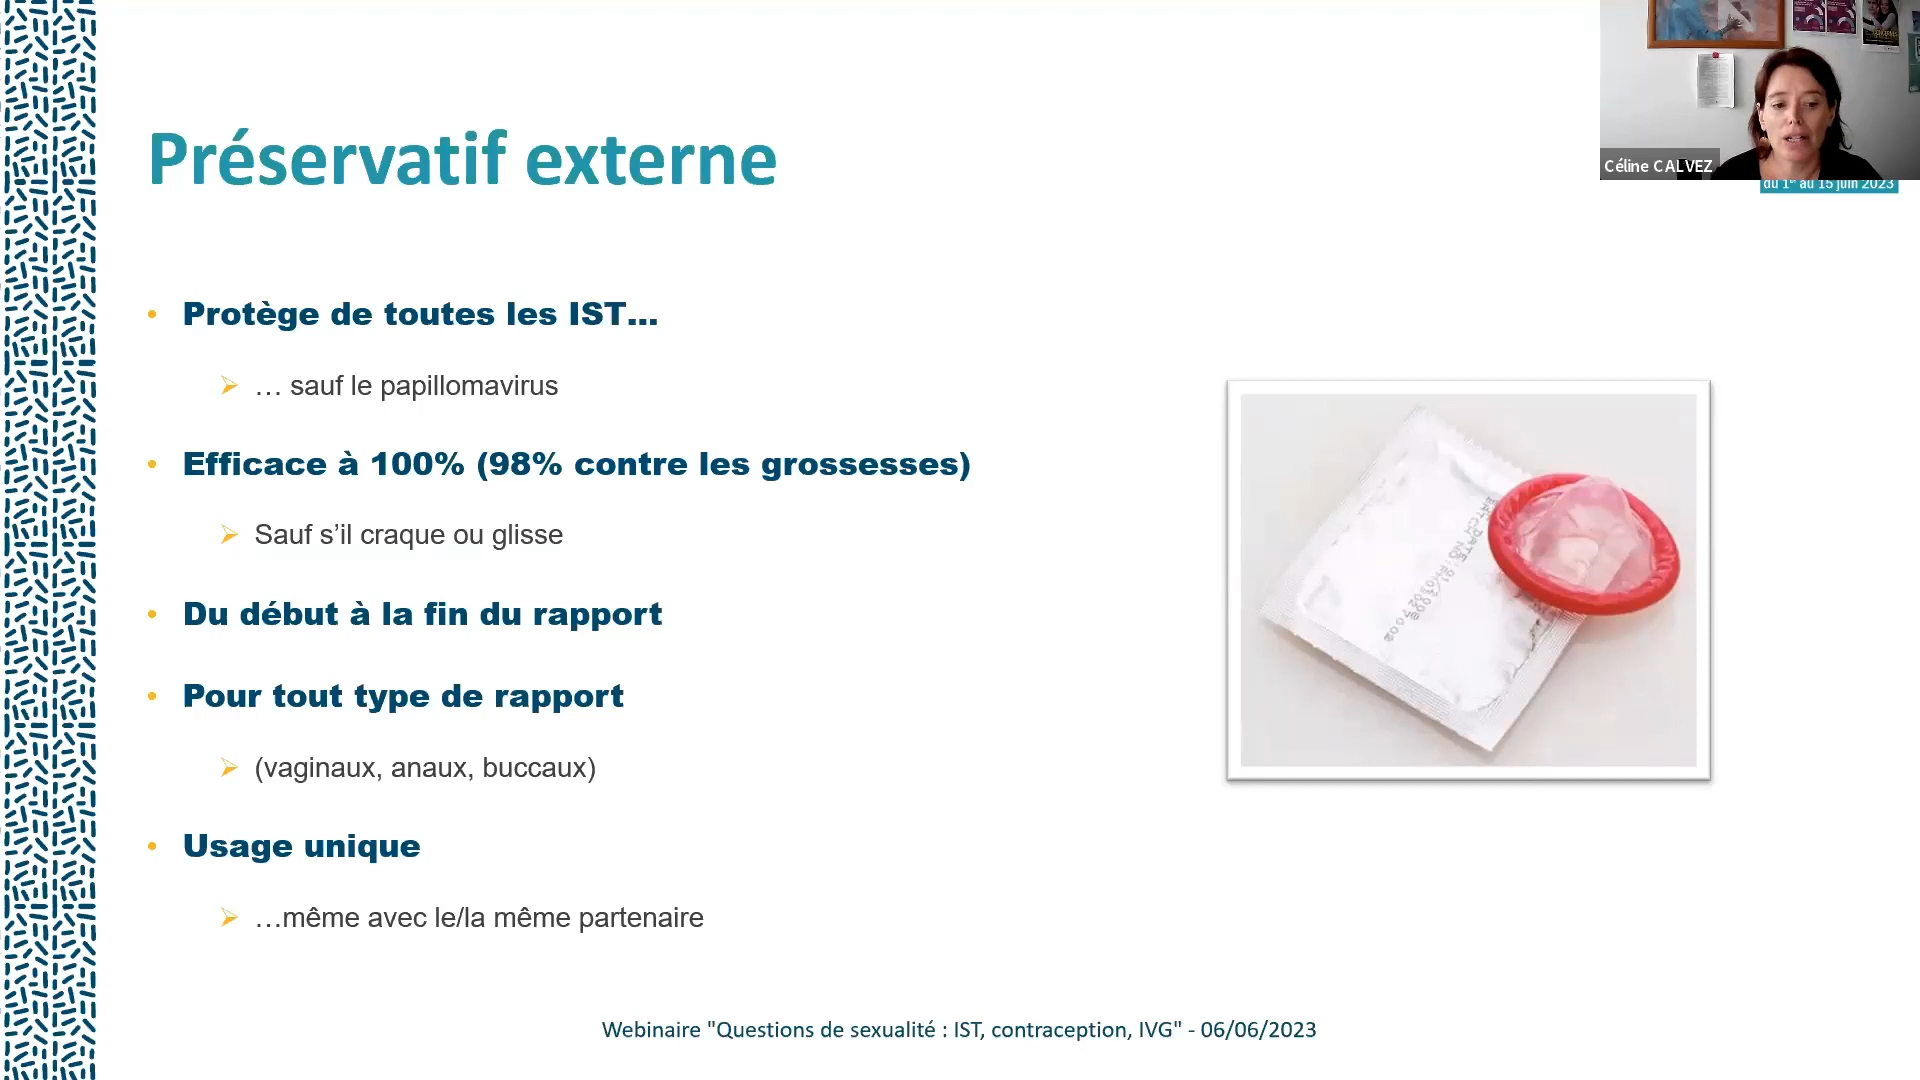 Préservatif externe
Céline CALVEZ
du 1er au 15 juin 2023
• Protège de toutes les IST...
➢ … sauf le papillomavirus
• Efficace à 100% (98% contre les grossesses)
➢ Sauf s’il craque ou glisse
• Du début à la fin du rapport
• Pour tout type de rapport
➢ (vaginaux, anaux, buccaux)
• Usage unique
➢ …même avec le/la même partenaire
Webinaire "Questions de sexualité : IST, contraception, IVG" - 06/06/2023